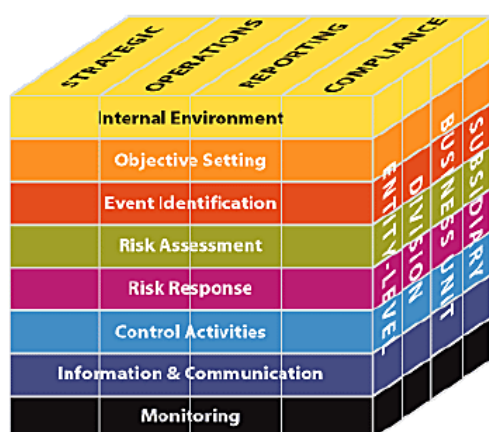 STRATEGIC
OPERATIONS
REPORTING
COMPLIANCE
Internal Environment
Objective Setting
Event Identification
Risk Assessment
Risk Response
Control Activities
Information & Communication
Monitoring
ENTITY-LEVEL
DIVISION
BUSINESS UNIT
SUBSIDIARY